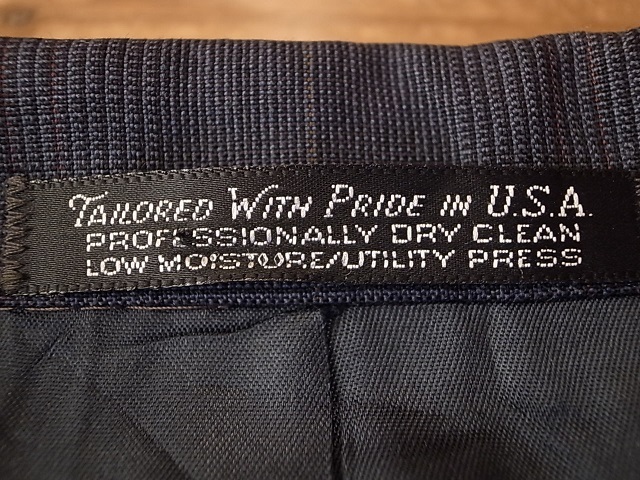 TAILORED WITH PRIDE IN U.S.A.
PROFESSIONALLY DRY CLEAN
LOW MOISTURE/UTILITY PRESS